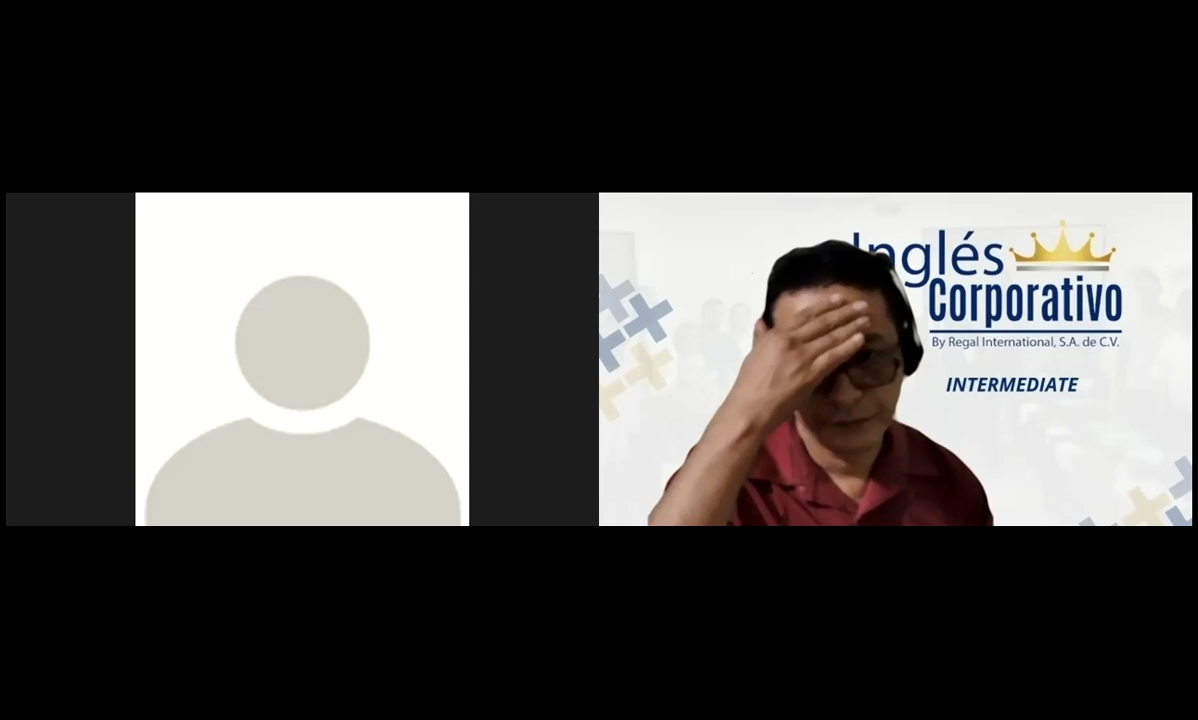 Inglés
Corporativo
By Regal International, S.A. de C.V.
INTERMEDIATE